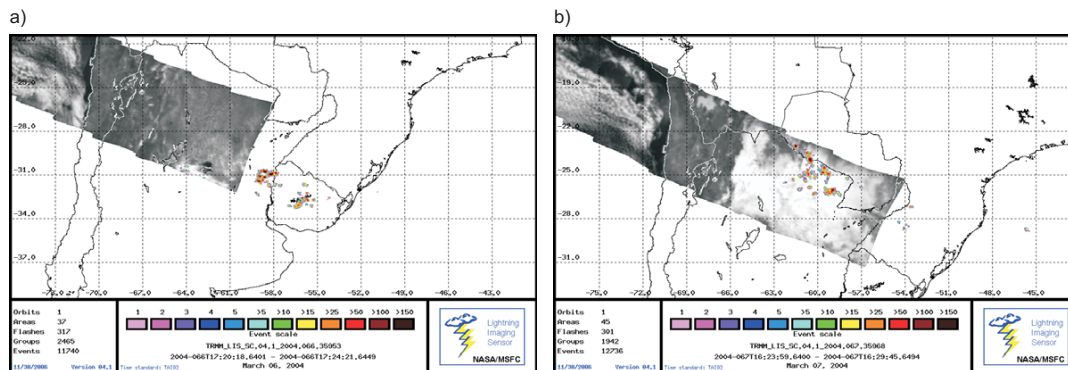 a)
-22.0
-25.0
-28.0
-31.0
-34.0
-37.0
-73.0 -70.0 -67.0 -64.0 -61.0 -58.0 -55.0 -52.0 -49.0 -46.0 -43.0
Orbits 1
Areas 37
Flashes 317
Groups 2465
Events 11740
11/30/2006 Version 04.1
1 2 3 4 5 >5 >10 >15 >25 >50 >100 >150
Event scale
TRMM_LIS_SC.04.1_2004.066.35953
2004-066T17:20:18.6401 - 2004-066T17:24:21.6449
Time standard: TAI93
March 06, 2004
Lightning
Imaging
Sensor
NASA/MSFC
b)
-19.0
-22.0
-25.0
-28.0
-31.0
-75.0 -72.0 -69.0 -66.0 -63.0 -60.0 -57.0 -54.0 -51.0 -48.0 -45.0
Orbits 1
Areas 45
Flashes 301
Groups 1942
Events 12736
11/30/2006 Version 04.1
1 2 3 4 5 >5 >10 >15 >25 >50 >100 >150
Event scale
TRMM_LIS_SC.04.1_2004.067.35968
2004-067T16:23:59.6400 - 2004-067T16:29:45.6494
Time standard: TAI93
March 07, 2004
Lightning
Imaging
Sensor
NASA/MSFC